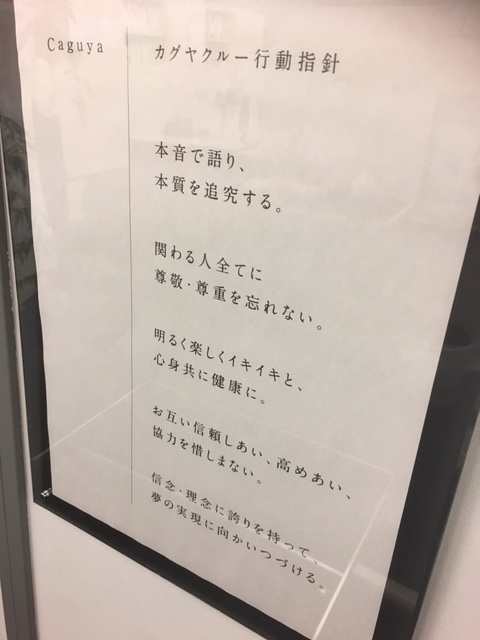 Caguya
カグヤクルー行動指針
本音で語り、
本質を追究する。
関わる人全てに
尊敬・尊重を忘れない。
明るく楽しくイキイキと、
心身共に健康に。
お互い信頼しあい、高めあい、
協力を惜しまない。
信念・理念に誇りを持って、
夢の実現に向かいつづける。